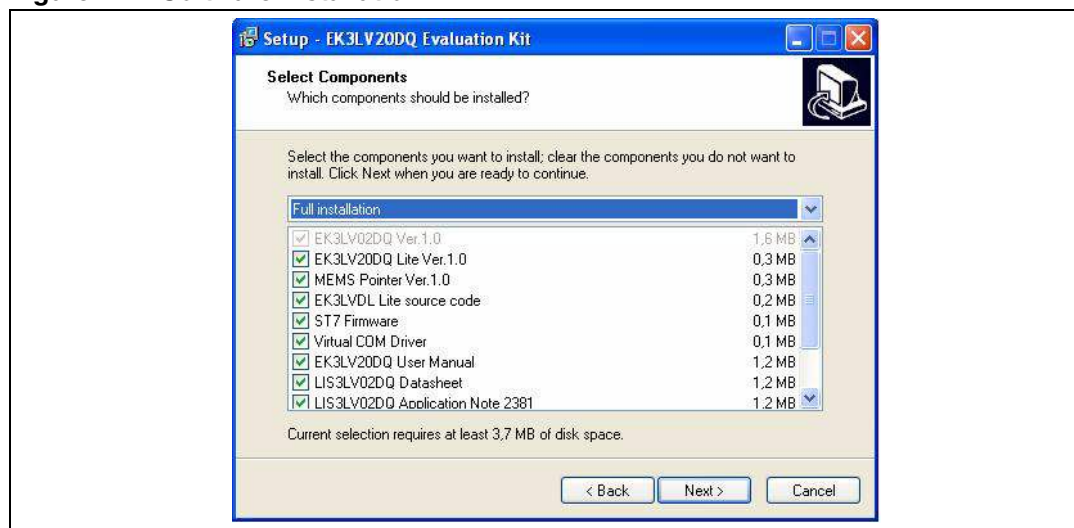 Setup - EK3LV20DQ Evaluation Kit
Select Components
Which components should be installed?
Select the components you want to install; clear the components you do not want to
install. Click Next when you are ready to continue.
Full installation
EK3LV02DQ Ver.1.0 1,6 MB
EK3LV20DQ Lite Ver.1.0 0,3 MB
MEMS Pointer Ver.1.0 0,3 MB
EK3LVDL Lite source code 0,2 MB
ST7 Firmware 0,1 MB
Virtual COM Driver 0,1 MB
EK3LV20DQ User Manual 1,2 MB
LIS3LV02DQ Datasheet 1,2 MB
LIS3LV02DQ Application Note 2381 1,2 MB
Current selection requires at least 3,7 MB of disk space.
< Back Next > Cancel